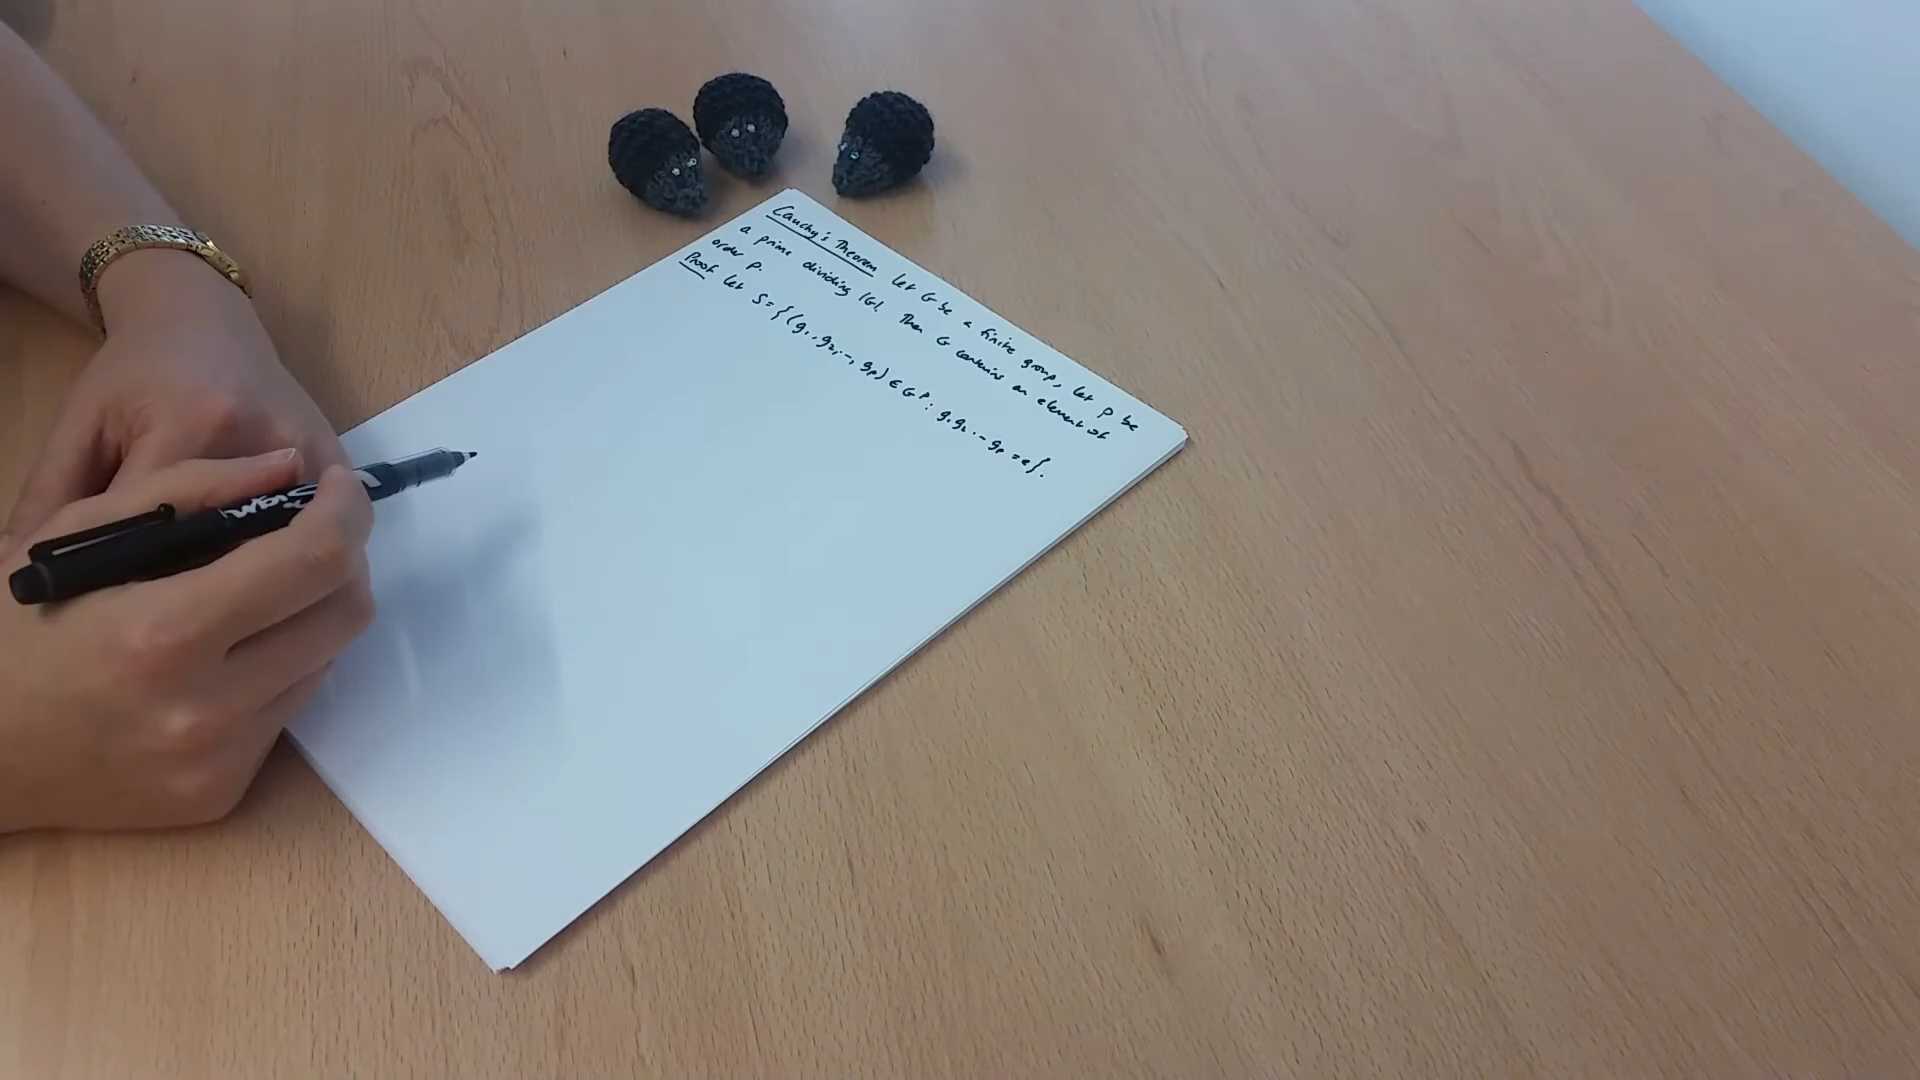 Cauchy's Theorem Let G be a finite group, let p be
a prime dividing |G|. Then G contains an element of
order p.
Proof Let S = { (g₁, g₂, -, gₚ) ∈ Gᵖ : g₁g₂ .- gₚ = e }.